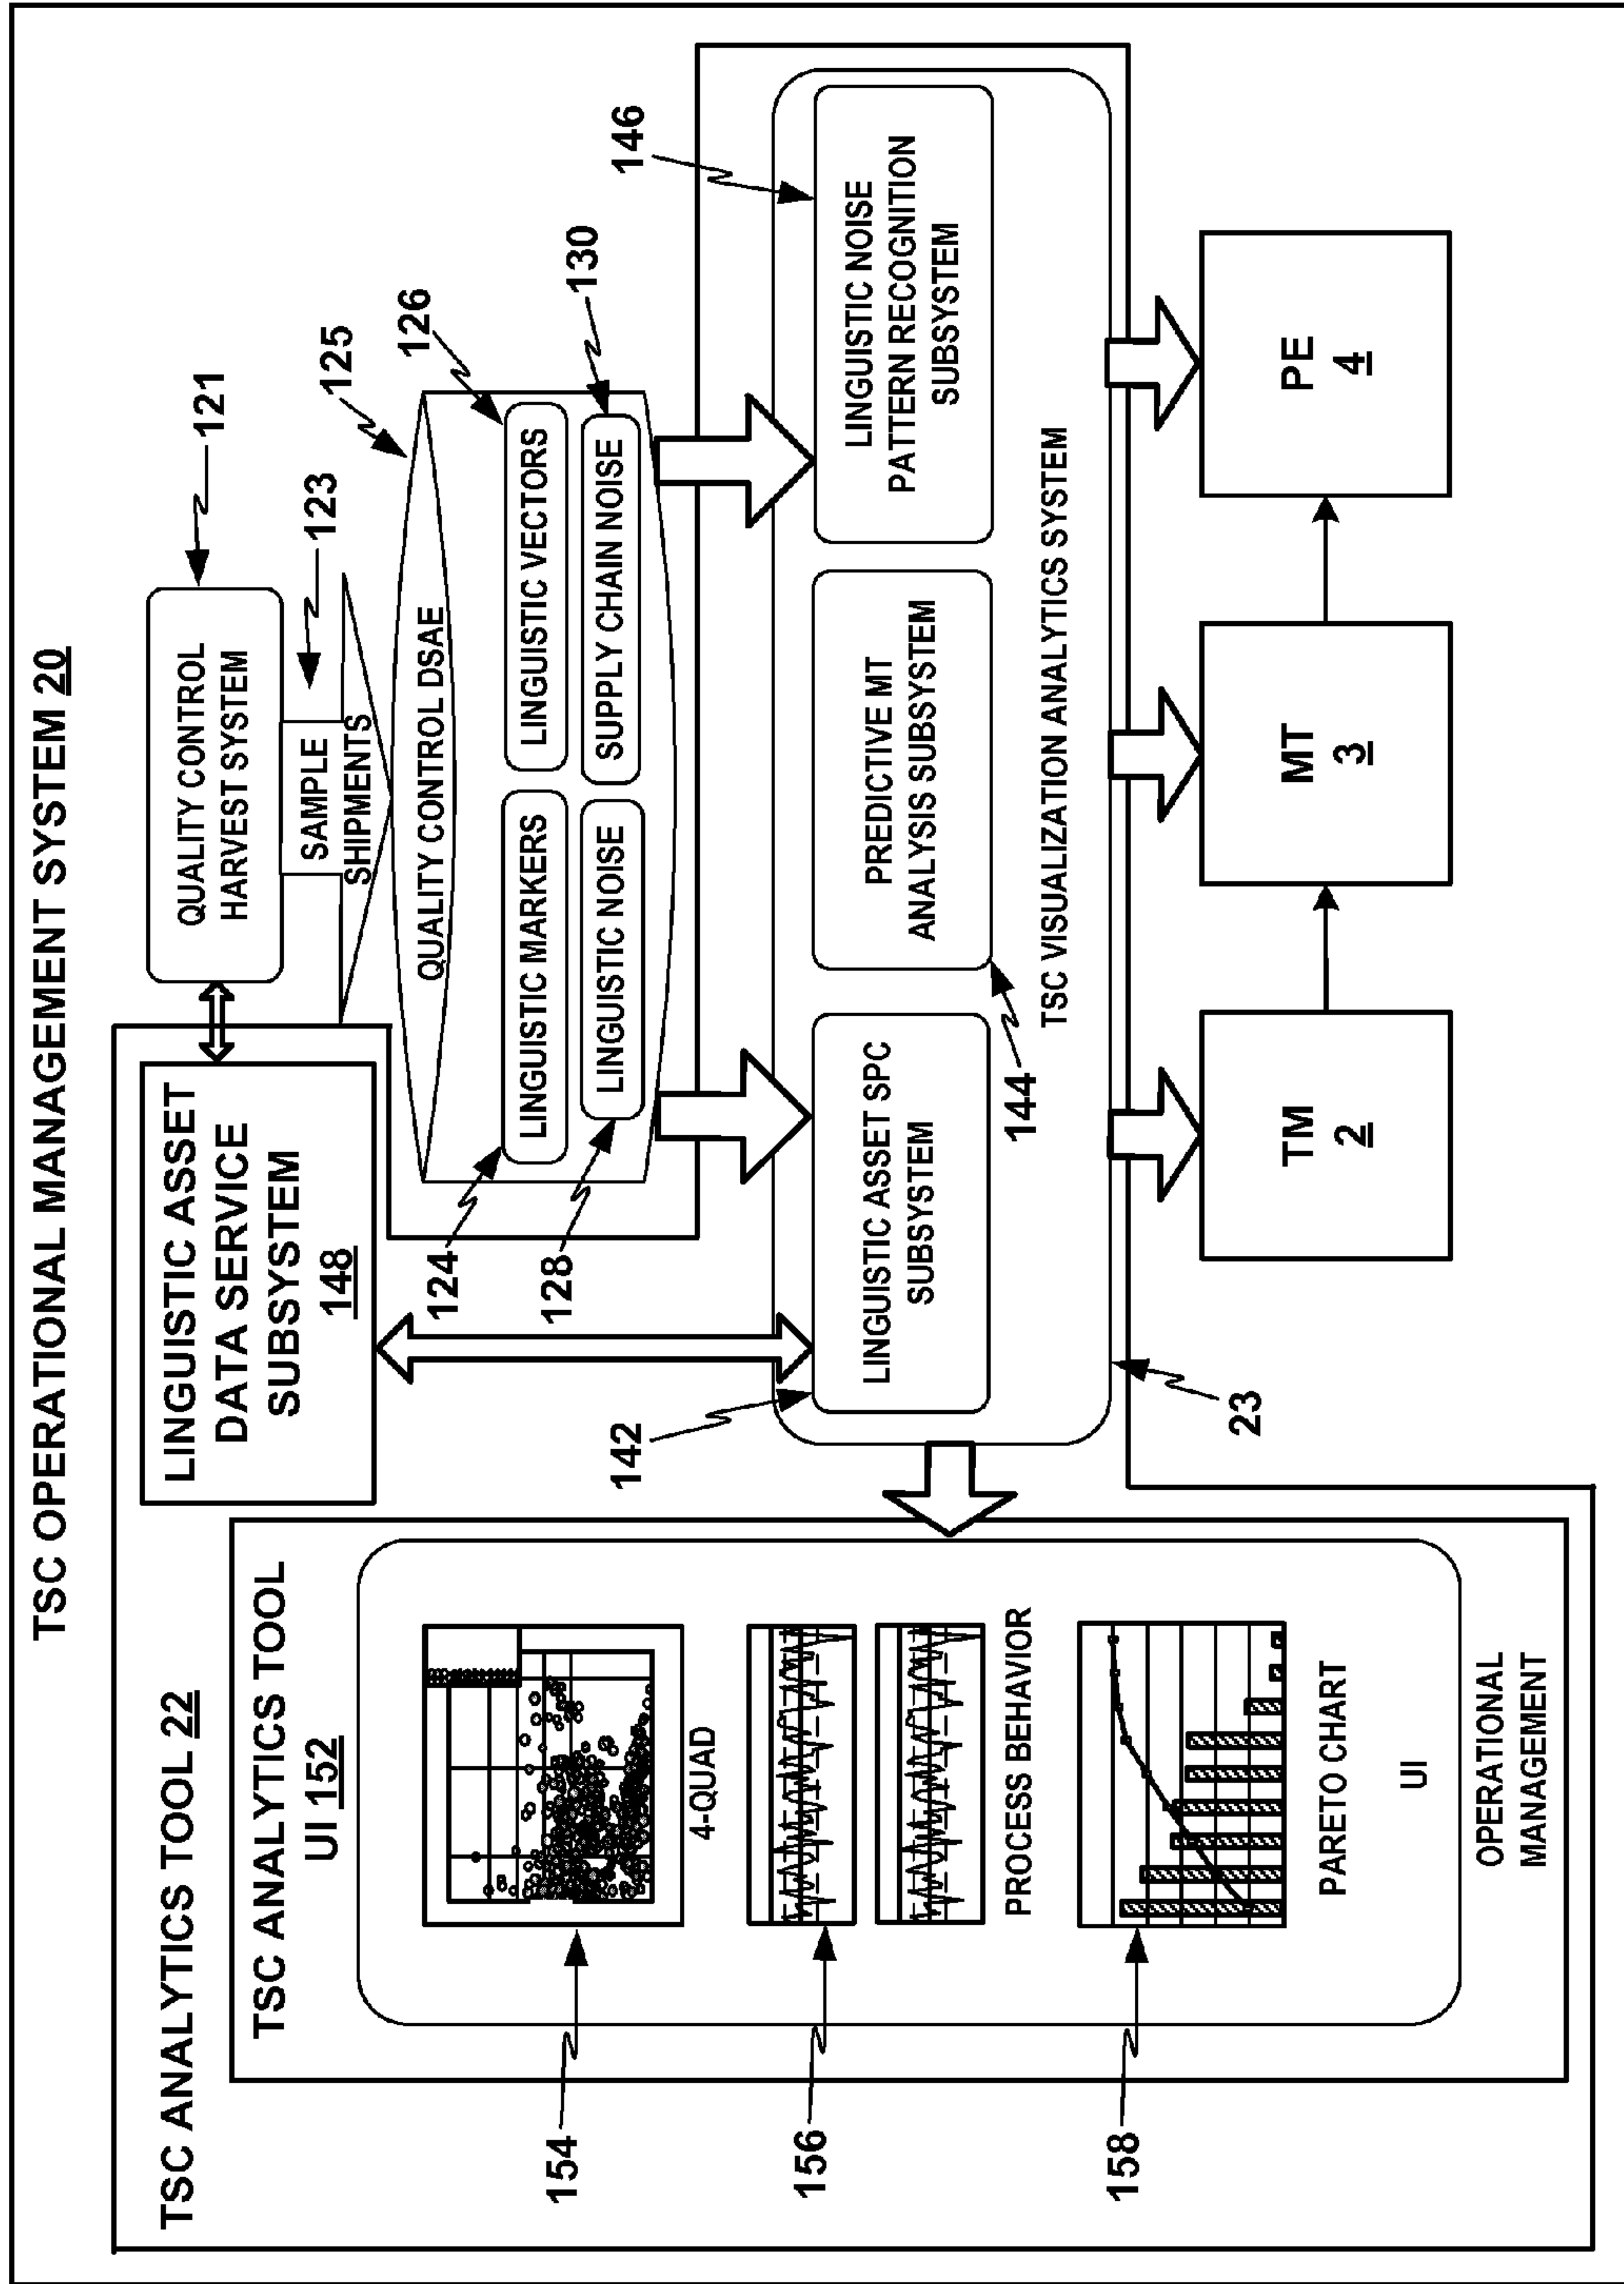 TSC OPERATIONAL MANAGEMENT SYSTEM 20
TSC ANALYTICS TOOL 22
TSC ANALYTICS TOOL
UI 152
154
4-QUAD
156
PROCESS BEHAVIOR
158
PARETO CHART
UI
OPERATIONAL
MANAGEMENT
LINGUISTIC ASSET
DATA SERVICE
SUBSYSTEM
148
QUALITY CONTROL
HARVEST SYSTEM
121
SAMPLE
SHIPMENTS
123
125
QUALITY CONTROL DSAE
124
LINGUISTIC MARKERS
LINGUISTIC VECTORS
126
128
LINGUISTIC NOISE
SUPPLY CHAIN NOISE
130
142
LINGUISTIC ASSET SPC
SUBSYSTEM
144
PREDICTIVE MT
ANALYSIS SUBSYSTEM
146
LINGUISTIC NOISE
PATTERN RECOGNITION
SUBSYSTEM
TSC VISUALIZATION ANALYTICS SYSTEM
23
TM
2
MT
3
PE
4